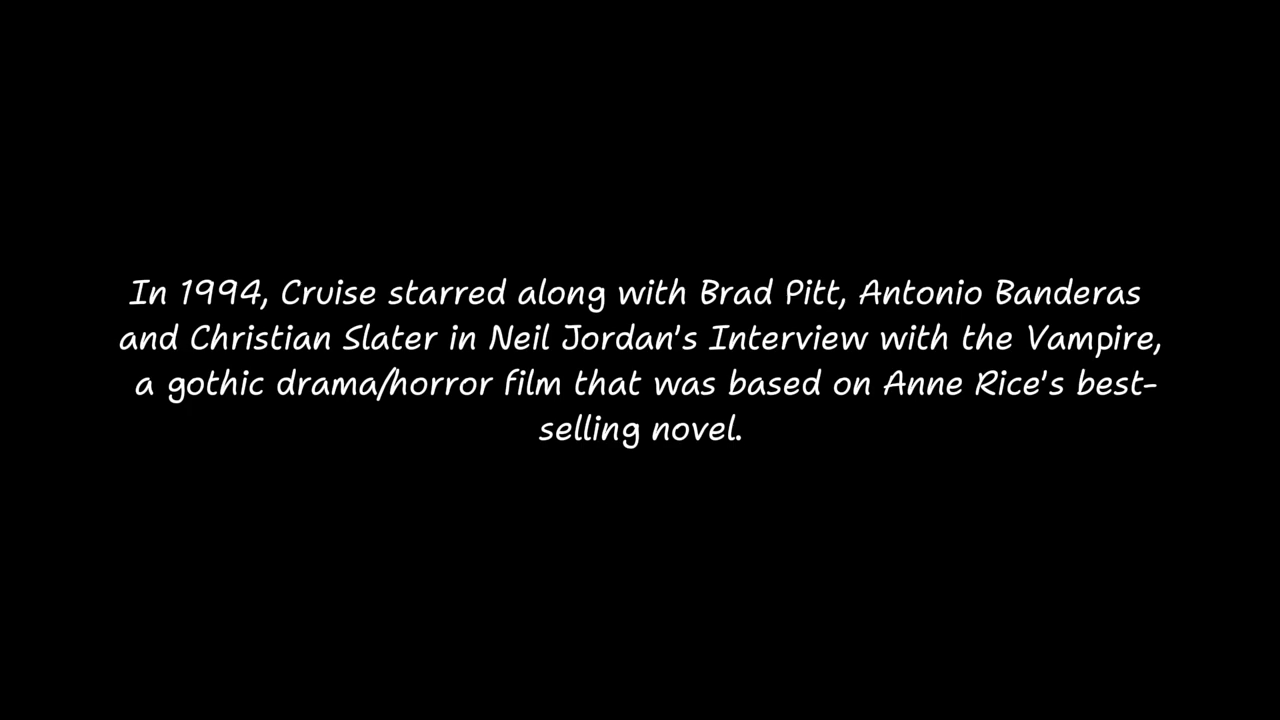 In 1994, Cruise starred along with Brad Pitt, Antonio Banderas
and Christian Slater in Neil Jordan's Interview with the Vampire,
a gothic drama/horror film that was based on Anne Rice's best-
selling novel.